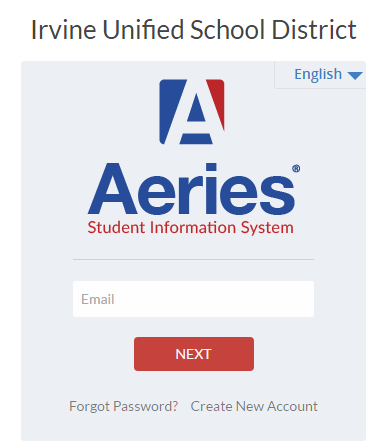 Irvine Unified School District
English
A
Aeries®
Student Information System
Email
NEXT
Forgot Password? Create New Account